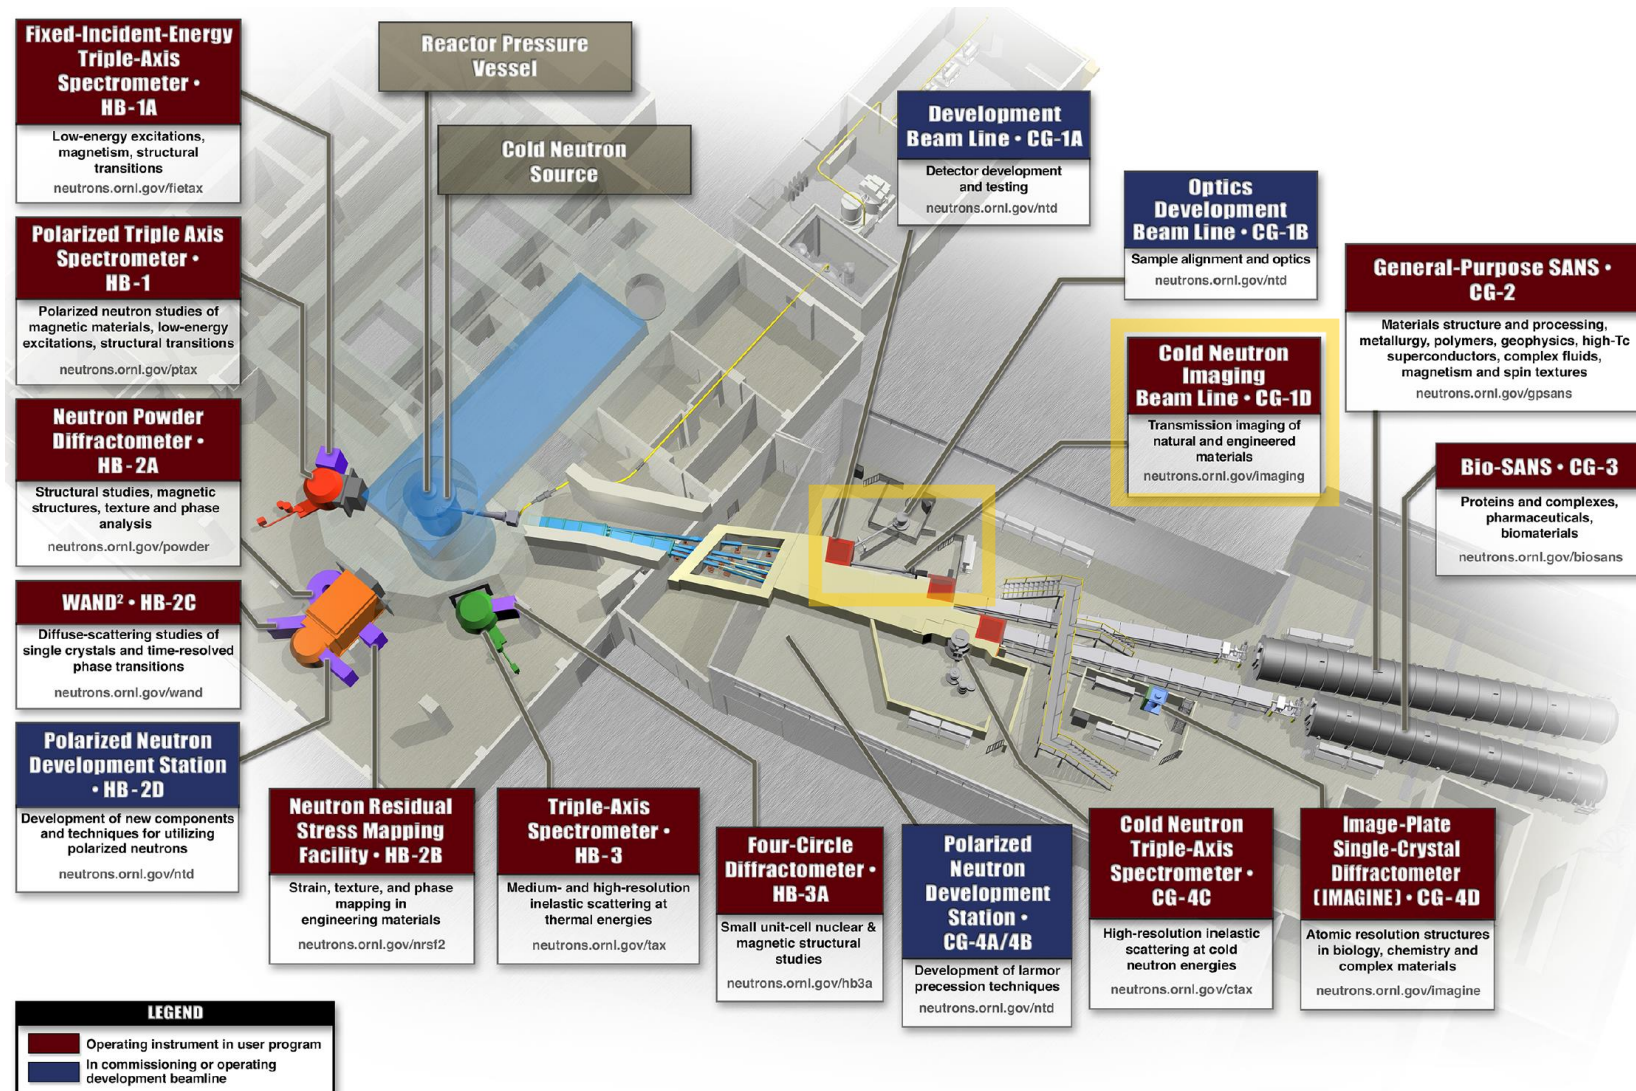 Fixed-Incident-Energy
Triple-Axis
Spectrometer •
HB-1A
Low-energy excitations,
magnetism, structural
transitions
neutrons.ornl.gov/fietax
Polarized Triple Axis
Spectrometer •
HB-1
Polarized neutron studies of
magnetic materials, low-energy
excitations, structural transitions
neutrons.ornl.gov/ptax
Neutron Powder
Diffractometer •
HB-2A
Structural studies, magnetic
structures, texture and phase
analysis
neutrons.ornl.gov/powder
WAND² • HB-2C
Diffuse-scattering studies of
single crystals and time-resolved
phase transitions
neutrons.ornl.gov/wand
Polarized Neutron
Development Station
• HB-2D
Development of new components
and techniques for utilizing
polarized neutrons
neutrons.ornl.gov/ntd
Reactor Pressure
Vessel
Cold Neutron
Source
Development
Beam Line • CG-1A
Detector development
and testing
neutrons.ornl.gov/ntd
Optics
Development
Beam Line • CG-1B
Sample alignment and optics
neutrons.ornl.gov/ntd
Cold Neutron
Imaging
Beam Line • CG-1D
Transmission imaging of
natural and engineered
materials
neutrons.ornl.gov/imaging
General-Purpose SANS •
CG-2
Materials structure and processing,
metallurgy, polymers, geophysics, high-Tc
superconductors, complex fluids,
magnetism and spin textures
neutrons.ornl.gov/gpsans
Bio-SANS • CG-3
Proteins and complexes,
pharmaceuticals,
biomaterials
neutrons.ornl.gov/biosans
Neutron Residual
Stress Mapping
Facility • HB-2B
Strain, texture, and phase
mapping in
engineering materials
neutrons.ornl.gov/nrsf2
Triple-Axis
Spectrometer •
HB-3
Medium- and high-resolution
inelastic scattering at
thermal energies
neutrons.ornl.gov/tax
Four-Circle
Diffractometer •
HB-3A
Small unit-cell nuclear &
magnetic structural
studies
neutrons.ornl.gov/hb3a
Polarized
Neutron
Development
Station •
CG-4A/4B
Development of larmor
precession techniques
neutrons.ornl.gov/ntd
Cold Neutron
Triple-Axis
Spectrometer •
CG-4C
High-resolution inelastic
scattering at cold
neutron energies
neutrons.ornl.gov/ctax
Image-Plate
Single-Crystal
Diffractometer
(IMAGINE) • CG-4D
Atomic resolution structures
in biology, chemistry and
complex materials
neutrons.ornl.gov/imagine
LEGEND
Operating instrument in user program
In commissioning or operating
development beamline